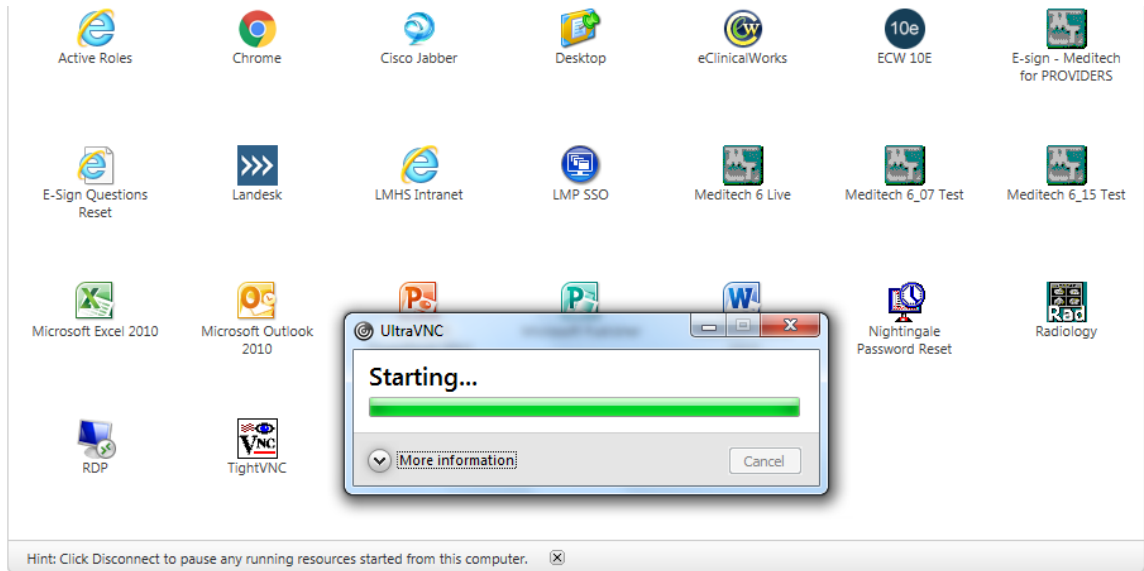 Active Roles
Chrome
Cisco Jabber
Desktop
eClinicalWorks
10e
ECW 10E
E-sign - Meditech
for PROVIDERS
E-Sign Questions
Reset
Landesk
LMHS Intranet
LMP SSO
Meditech 6 Live
Meditech 6_07 Test
Meditech 6_15 Test
Microsoft Excel 2010
Microsoft Outlook
2010
Nightingale
Password Reset
Rad
Radiology
UltraVNC
Starting...
More information
Cancel
RDP
VNC
TightVNC
Hint: Click Disconnect to pause any running resources started from this computer.